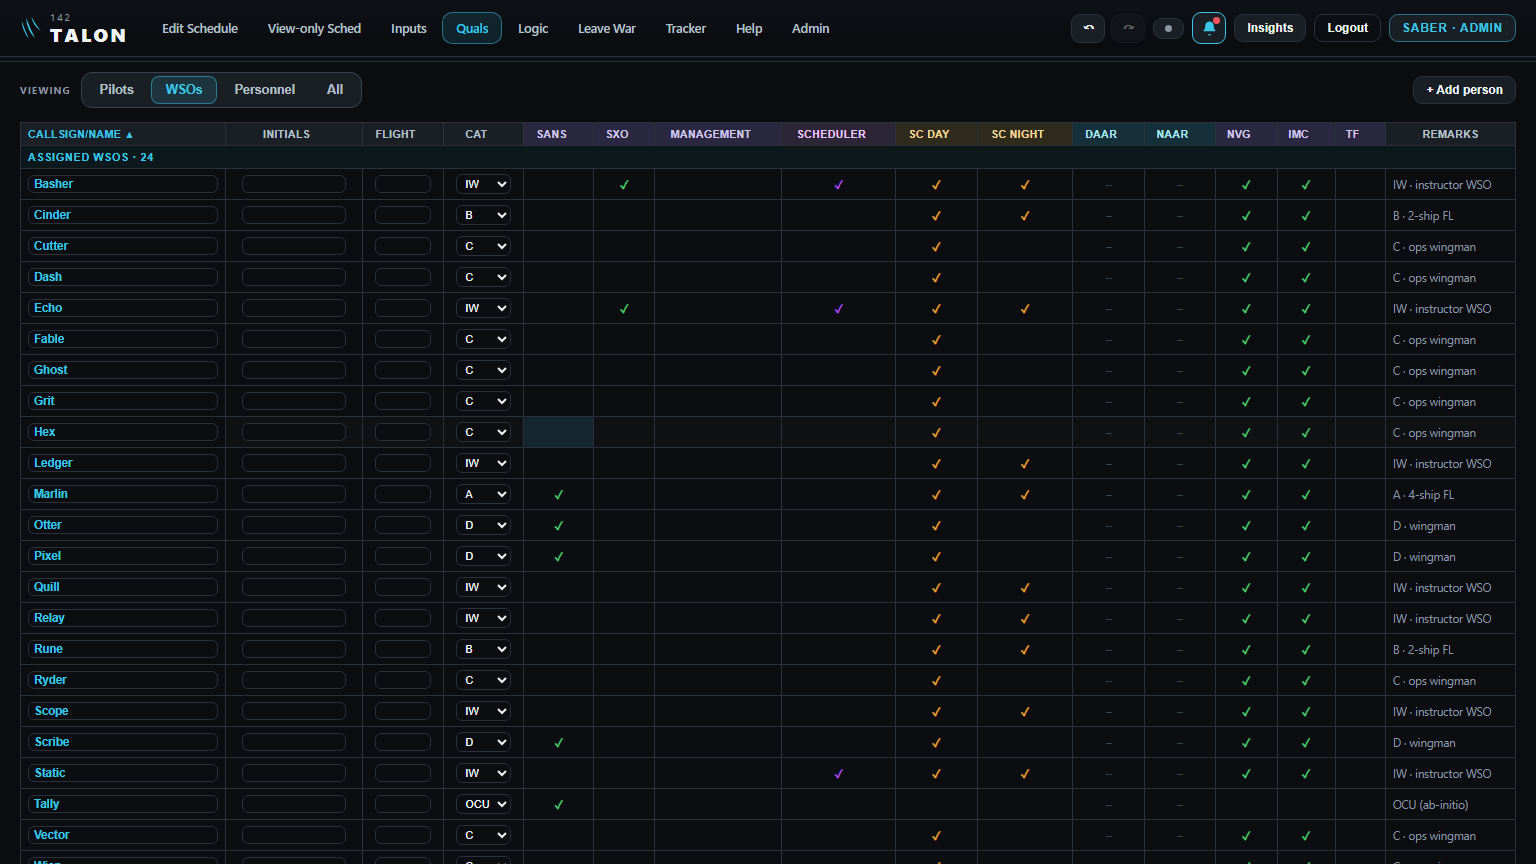 142
TALON
Edit Schedule View-only Sched Inputs Quals Logic Leave War Tracker Help Admin
Insights Logout SABER · ADMIN
VIEWING Pilots WSOs Personnel All + Add person
CALLSIGN/NAME ▲ INITIALS FLIGHT CAT SANS SXO MANAGEMENT SCHEDULER SC DAY SC NIGHT DAAR NAAR NVG IMC TF REMARKS
ASSIGNED WSOS · 24
Basher IW ✓ ✓ ✓ ✓ – – ✓ ✓ IW · instructor WSO
Cinder B ✓ ✓ – – ✓ ✓ B · 2-ship FL
Cutter C ✓ – – ✓ ✓ C · ops wingman
Dash C ✓ – – ✓ ✓ C · ops wingman
Echo IW ✓ ✓ ✓ ✓ – – ✓ ✓ IW · instructor WSO
Fable C ✓ – – ✓ ✓ C · ops wingman
Ghost C ✓ – – ✓ ✓ C · ops wingman
Grit C ✓ – – ✓ ✓ C · ops wingman
Hex C ✓ – – ✓ ✓ C · ops wingman
Ledger IW ✓ ✓ – – ✓ ✓ IW · instructor WSO
Marlin A ✓ ✓ ✓ – – ✓ ✓ A · 4-ship FL
Otter D ✓ ✓ – – ✓ ✓ D · wingman
Pixel D ✓ ✓ – – ✓ ✓ D · wingman
Quill IW ✓ ✓ – – ✓ ✓ IW · instructor WSO
Relay IW ✓ ✓ – – ✓ ✓ IW · instructor WSO
Rune B ✓ ✓ – – ✓ ✓ B · 2-ship FL
Ryder C ✓ – – ✓ ✓ C · ops wingman
Scope IW ✓ ✓ – – ✓ ✓ IW · instructor WSO
Scribe D ✓ ✓ – – ✓ ✓ D · wingman
Static IW ✓ ✓ ✓ – – ✓ ✓ IW · instructor WSO
Tally OCU ✓ – – OCU (ab-initio)
Vector C ✓ – – ✓ ✓ C · ops wingman